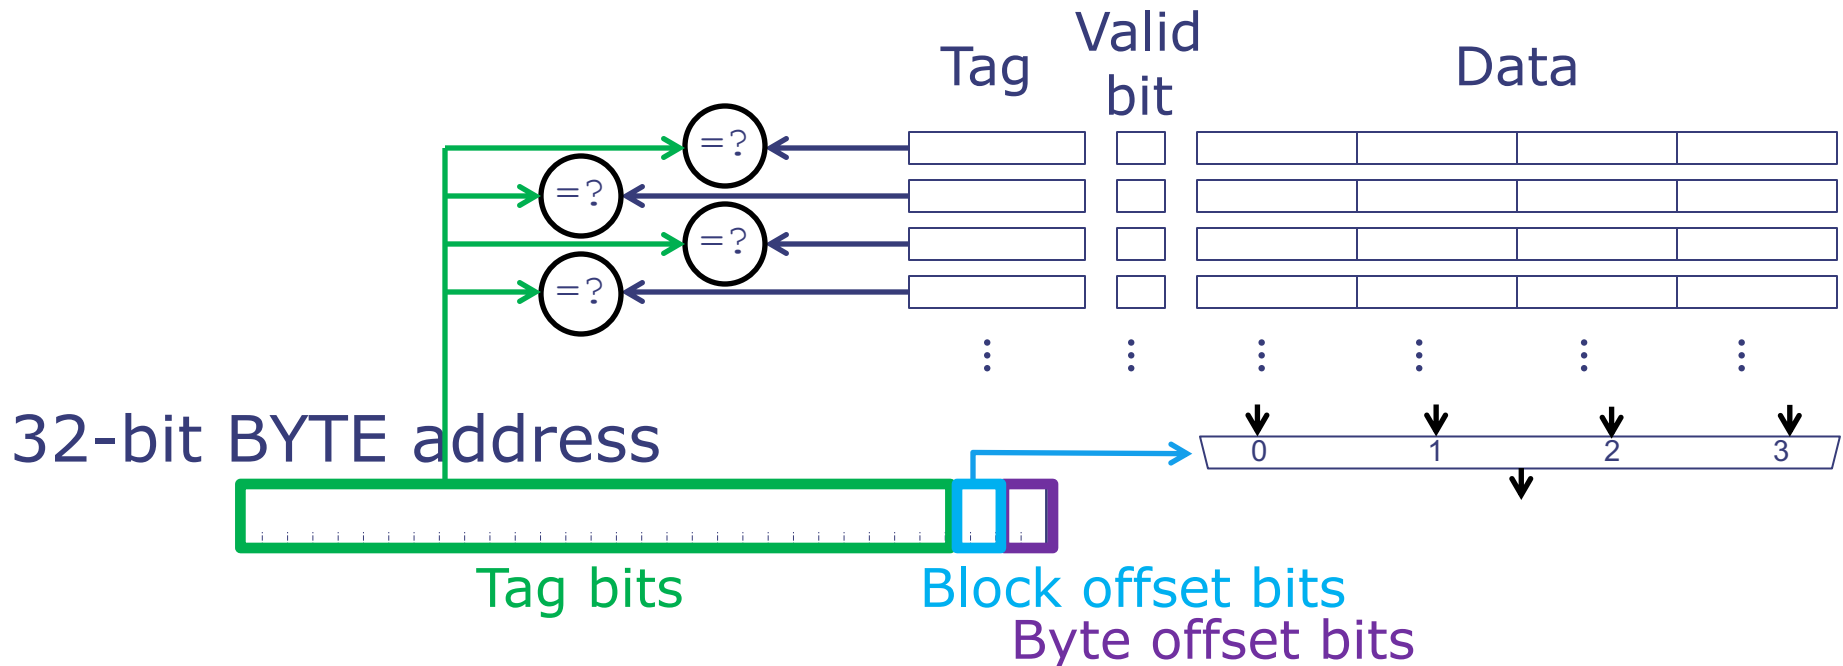 Tag
Valid
bit
Data
=?
=?
=?
=?
32-bit BYTE address
0 1 2 3
Tag bits
Block offset bits
Byte offset bits